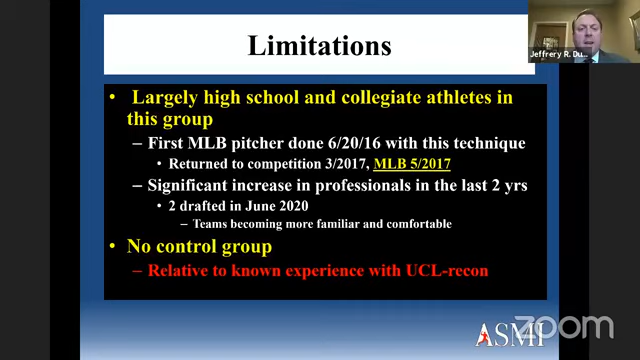 Limitations
Jeffrery R. Du...
• Largely high school and collegiate athletes in
this group
– First MLB pitcher done 6/20/16 with this technique
• Returned to competition 3/2017, MLB 5/2017
– Significant increase in professionals in the last 2 yrs
• 2 drafted in June 2020
– Teams becoming more familiar and comfortable
• No control group
– Relative to known experience with UCL-recon
ASMI
zoom